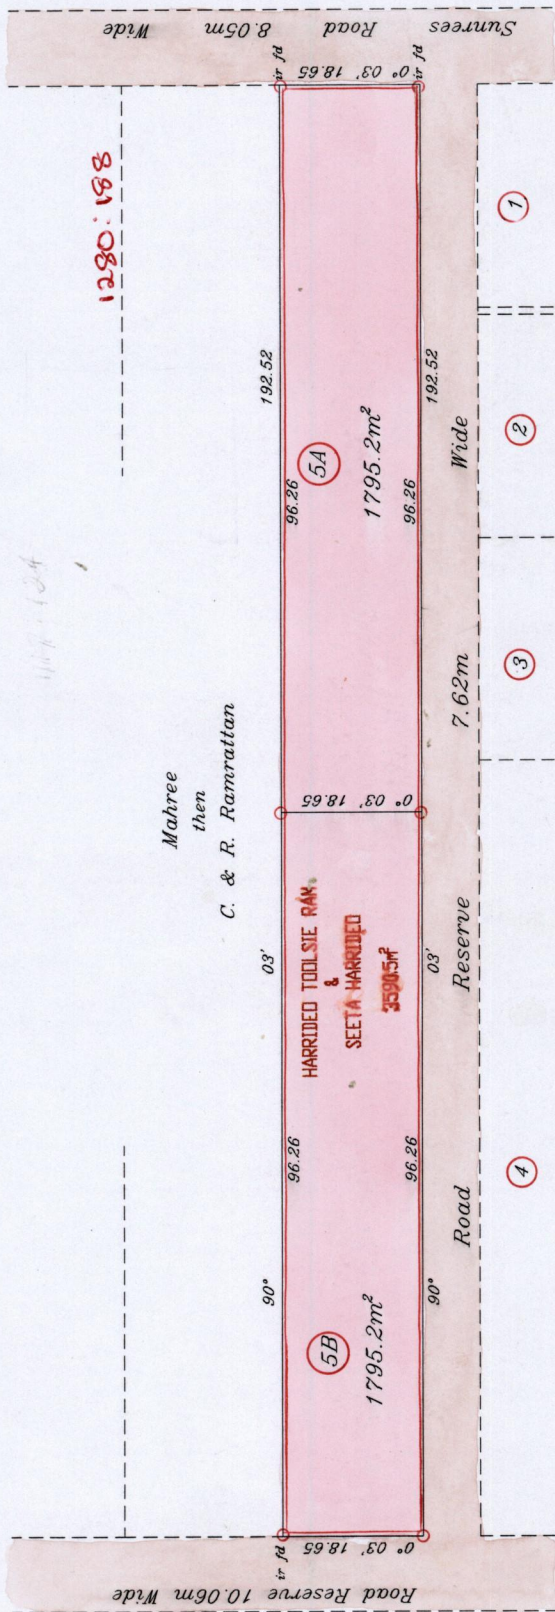 Sunrees Road 8.05m Wide
1280:188
ir fd
0° 03' 18.65
ir fd
192.52
96.26
5A
1795.2m²
96.26
192.52
Mahree
then
C. & R. Ramrattan
0° 03' 18.65
90° 03'
96.26
HARRIDED TOOLSIE RAM
&
SEETA HARRIDED
3590.5m²
5B
1795.2m²
96.26
90° 03'
ir fd
0° 03' 18.65
Road Reserve 7.62m Wide
1
2
3
4
Road Reserve 10.06m Wide